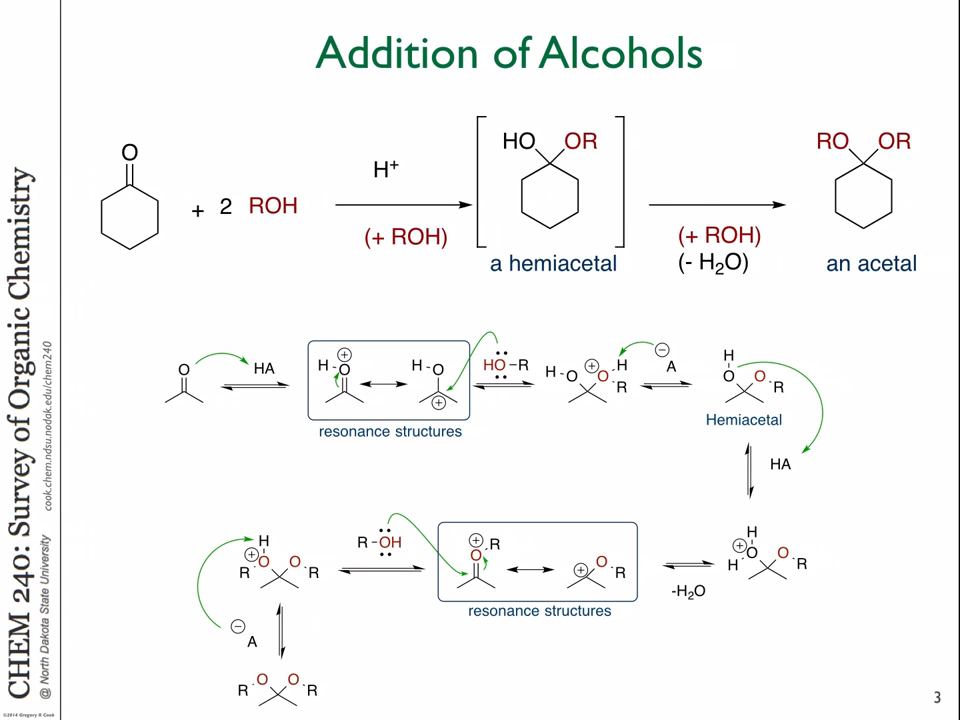 Addition of Alcohols
O
+ 2 ROH
H+
(+ ROH)
HO OR
a hemiacetal
(+ ROH)
(- H2O)
RO OR
an acetal
O
HA
H O +
H O
+
resonance structures
HO R
H O + O H
R
−
A
H
O O R
Hemiacetal
HA
H
+ O O
H R
-H2O
+
O R
+ O
R
resonance structures
R OH
H
+ O O
R R
−
A
R O O R
CHEM 240: Survey of Organic Chemistry
@ North Dakota State University cook.chem.ndsu.nodak.edu/chem240
©2014 Gregory R Cook
3